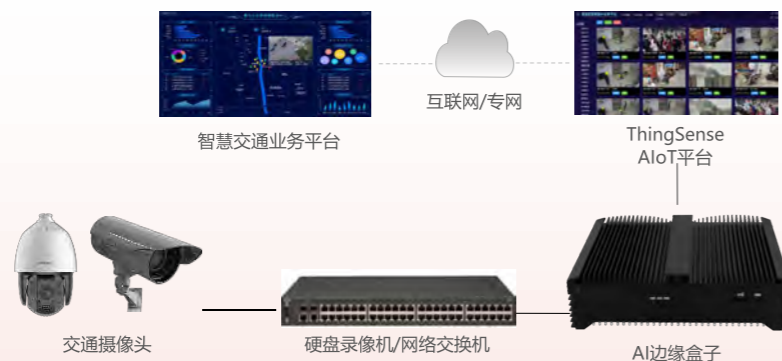 互联网/专网
智慧交通业务平台
ThingSense
AIoT平台
交通摄像头
硬盘录像机/网络交换机
AI边缘盒子